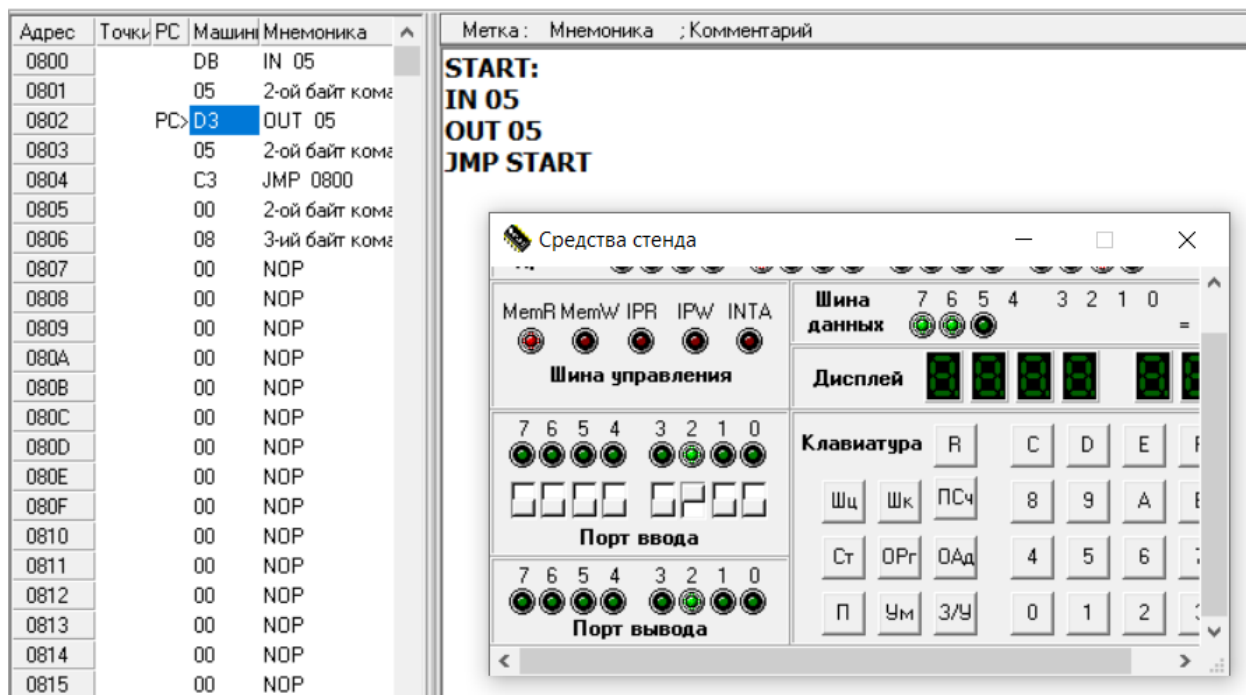 Адрес Точки PC Машин Мнемоника
0800 DB IN 05
0801 05 2-ой байт кома
0802 PC> D3 OUT 05
0803 05 2-ой байт кома
0804 C3 JMP 0800
0805 00 2-ой байт кома
0806 08 3-ий байт кома
0807 00 NOP
0808 00 NOP
0809 00 NOP
080A 00 NOP
080B 00 NOP
080C 00 NOP
080D 00 NOP
080E 00 NOP
080F 00 NOP
0810 00 NOP
0811 00 NOP
0812 00 NOP
0813 00 NOP
0814 00 NOP
0815 00 NOP
Метка : Мнемоника ; Комментарий
START:
IN 05
OUT 05
JMP START
Средства стенда
MemR MemW IPR IPW INTA
Шина управления
Шина данных 7 6 5 4 3 2 1 0 =
Дисплей
7 6 5 4 3 2 1 0
Порт ввода
7 6 5 4 3 2 1 0
Порт вывода
Клавиатура R C D E
Шц Шк ПСч 8 9 A
Ст ОРг ОАд 4 5 6
П Ум З/У 0 1 2